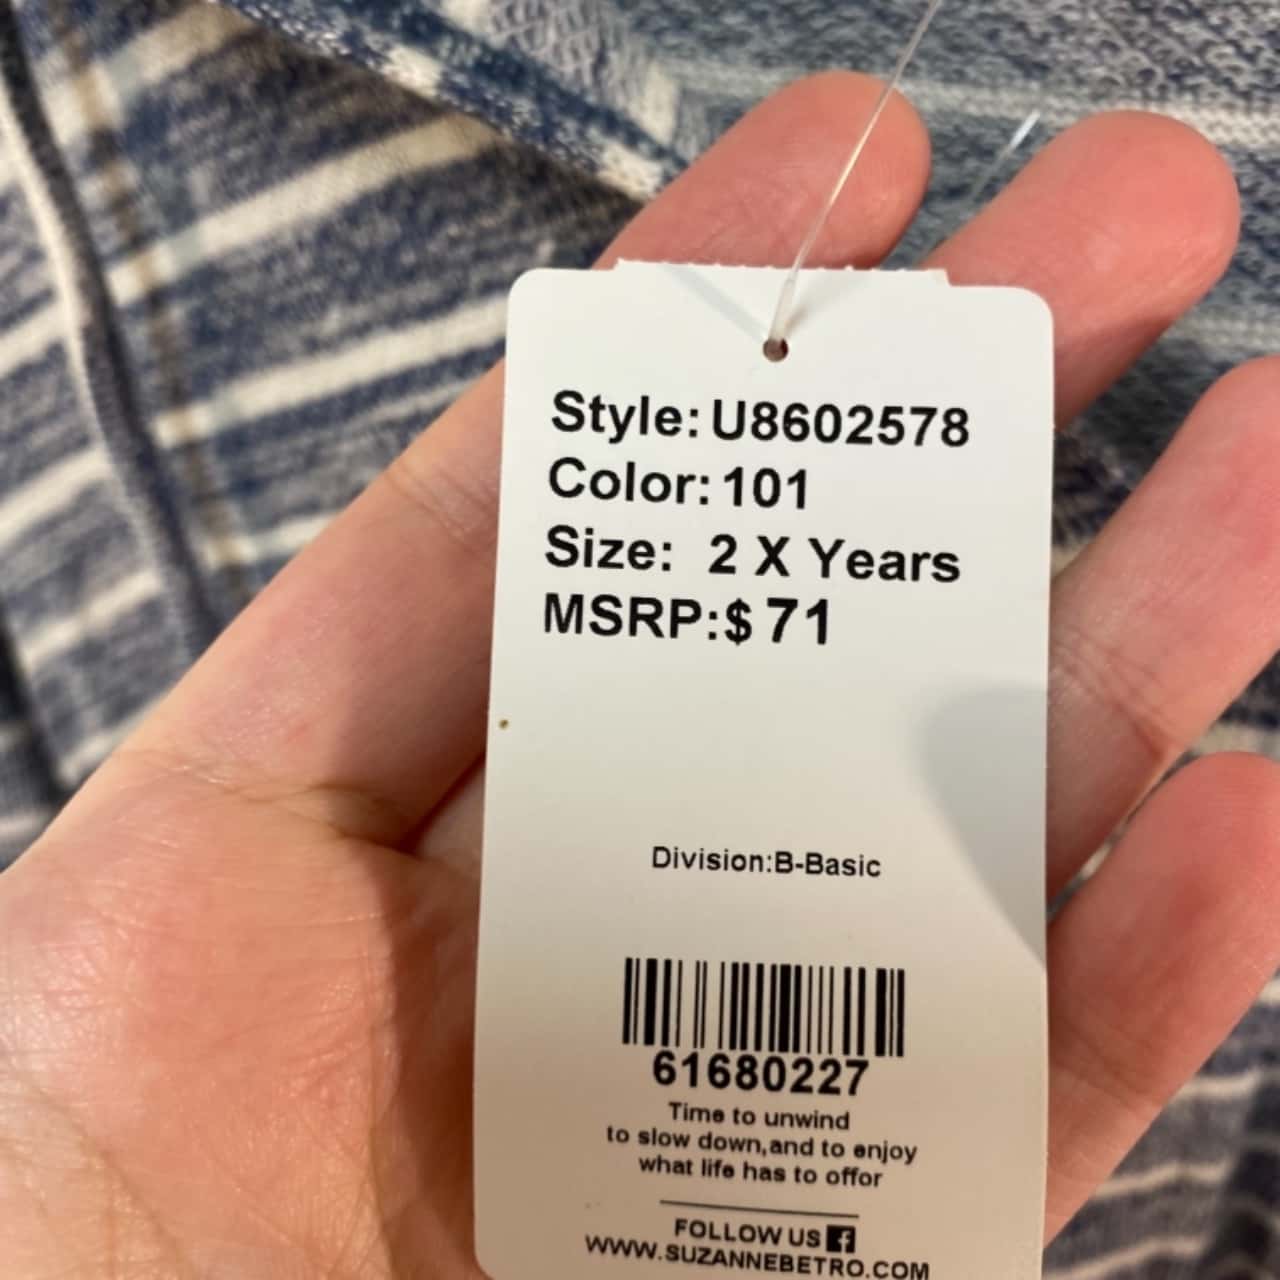 Style: U8602578
Color: 101
Size: 2 X Years
MSRP:$ 71
Division:B-Basic
61680227
Time to unwind
to slow down,and to enjoy
what life has to offor
FOLLOW US f
WWW.SUZANNEBETRO.COM